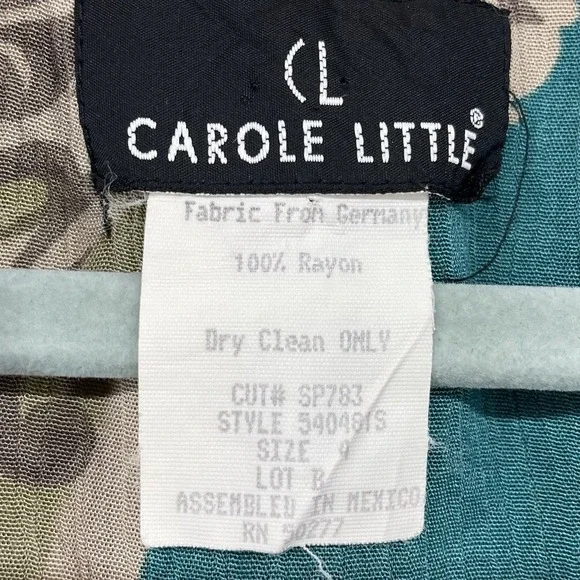 CL
CAROLE LITTLE®
Fabric From Germany
100% Rayon
Dry Clean ONLY
CUT# SP783
STYLE 540481S
SIZE 4
LOT B
ASSEMBLED IN MEXICO
RN 50277